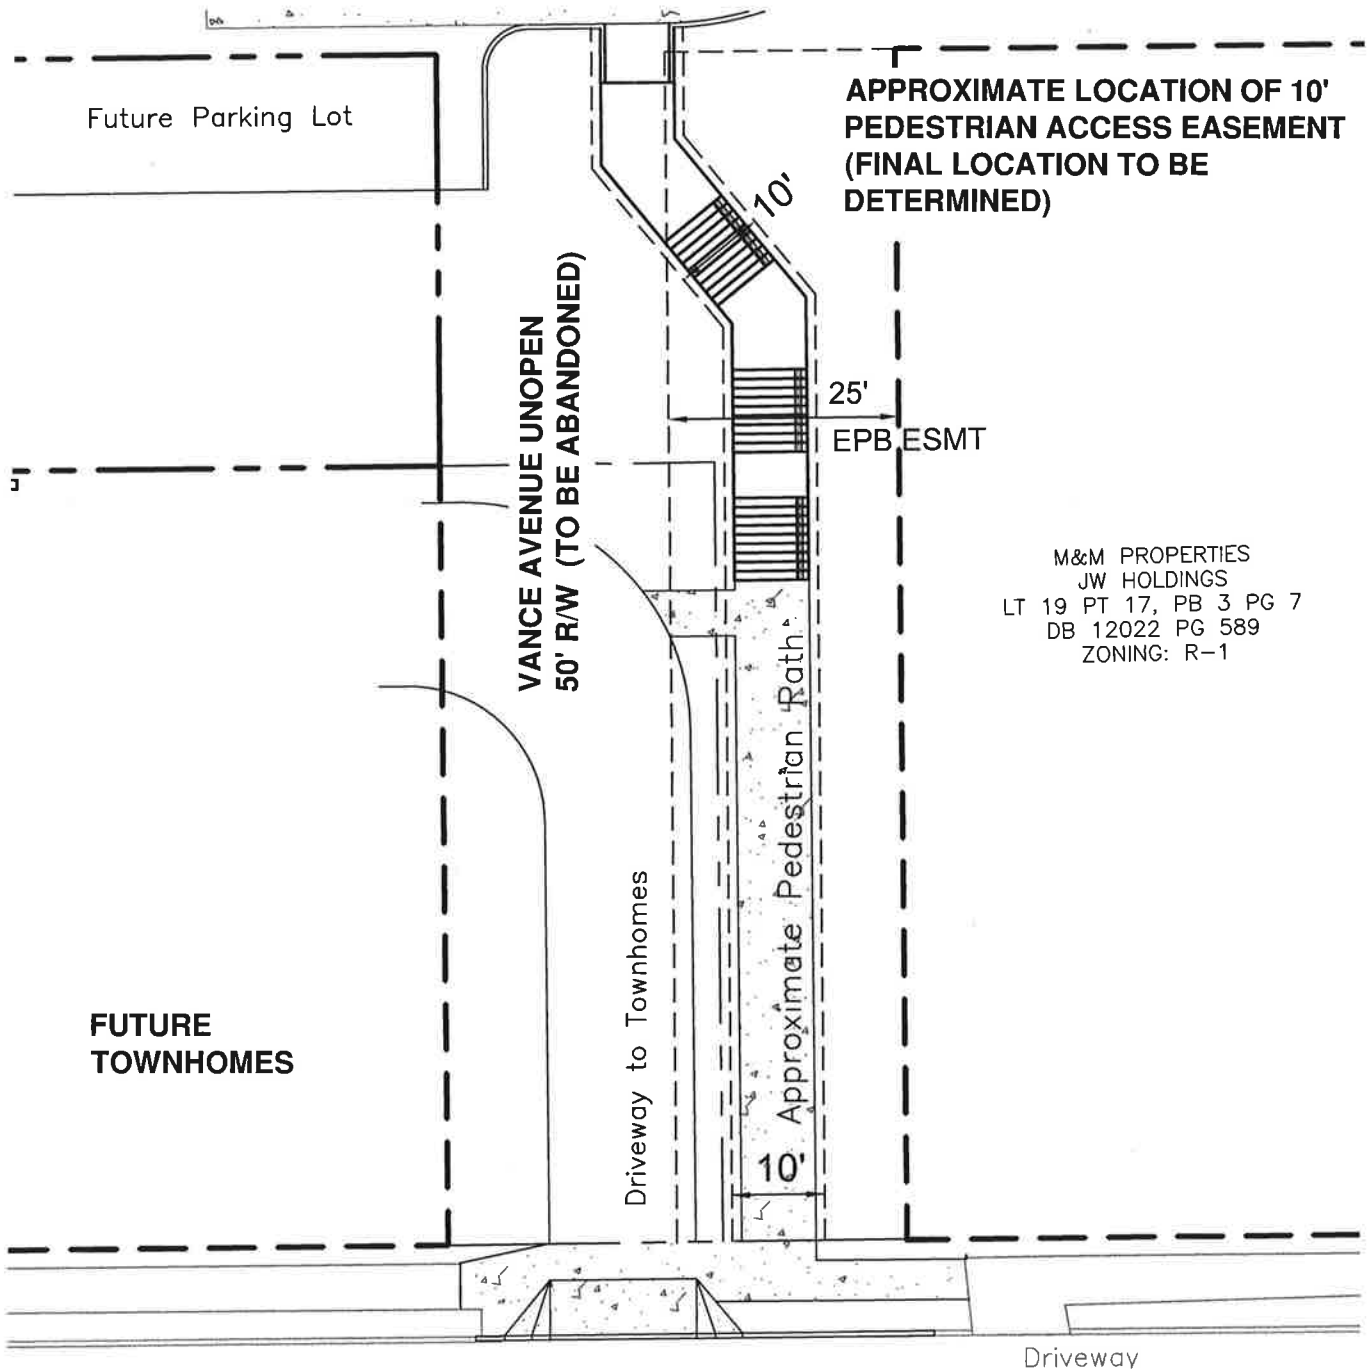 Future Parking Lot
APPROXIMATE LOCATION OF 10'
PEDESTRIAN ACCESS EASEMENT
(FINAL LOCATION TO BE
DETERMINED)
10'
VANCE AVENUE UNOPEN
50' R/W (TO BE ABANDONED)
25'
EPB ESMT
M&M PROPERTIES
JW HOLDINGS
LT 19 PT 17, PB 3 PG 7
DB 12022 PG 589
ZONING: R-1
Approximate Pedestrian Path
Driveway to Townhomes
FUTURE
TOWNHOMES
10'
Driveway